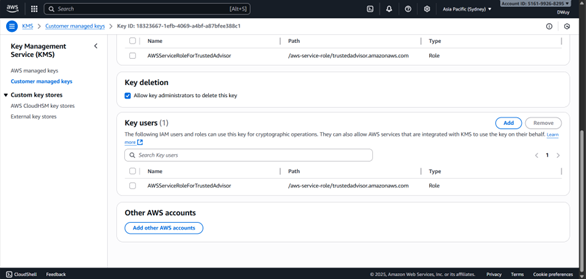 aws
Search
[Alt+S]
Asia Pacific (Sydney)
Account ID: 5161-0926-6295
DWvy
KMS
Customer managed keys
Key ID: 18323667-1efb-4069-a4bf-a87bfee388c1
Key Management Service (KMS)
AWS managed keys
Customer managed keys
Custom key stores
AWS CloudHSM key stores
External key stores
Name Path Type
AWSServiceRoleForTrustedAdvisor /aws-service-role/trustedadvisor.amazonaws.com Role
Key deletion
Allow key administrators to delete this key
Key users (1)
Add Remove
The following IAM users and roles can use this key for cryptographic operations. They can also allow AWS services that are integrated with KMS to use the key on their behalf. Learn
more
Search Key users
1
Name Path Type
AWSServiceRoleForTrustedAdvisor /aws-service-role/trustedadvisor.amazonaws.com Role
Other AWS accounts
Add other AWS accounts
CloudShell Feedback © 2025, Amazon Web Services, Inc. or its affiliates. Privacy Terms Cookie preferences